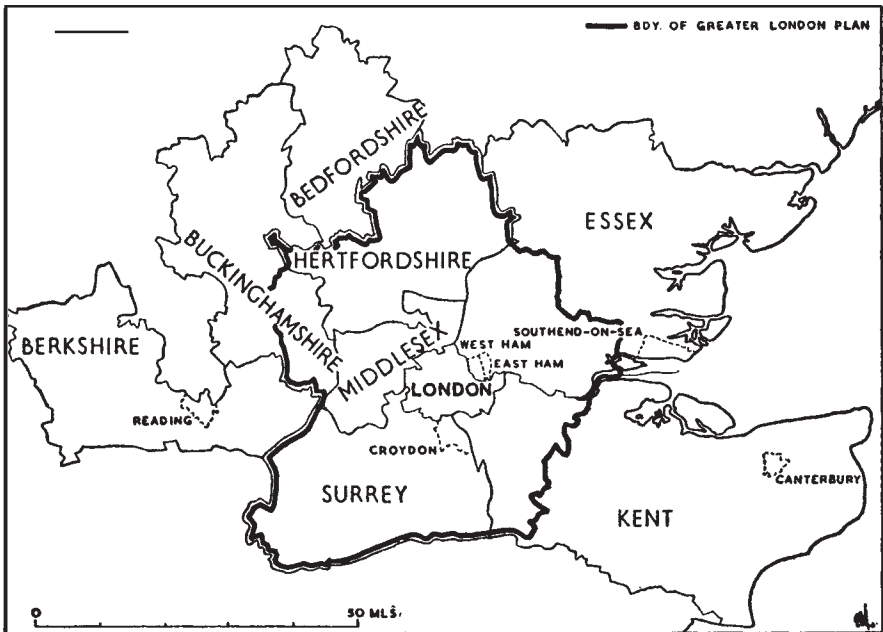 BDY. OF GREATER LONDON PLAN
BEDFORDSHIRE
ESSEX
BUCKINGHAMSHIRE
HERTFORDSHIRE
BERKSHIRE
MIDDLESEX
SOUTHEND-ON-SEA
WEST HAM
EAST HAM
LONDON
READING
CROYDON
CANTERBURY
SURREY
KENT
0 50 MLS.